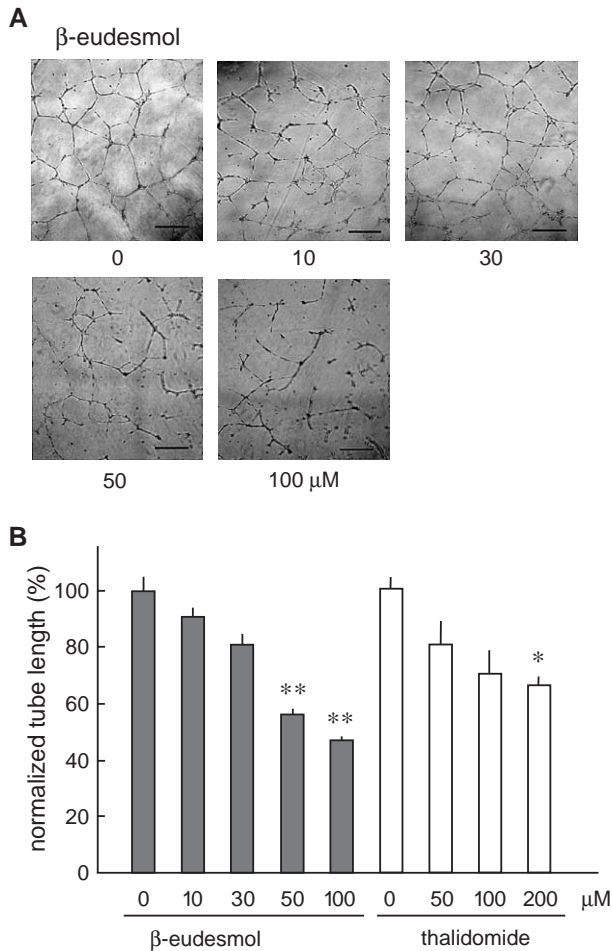 A
β-eudesmol
0 10 30
50 100 μM
B
normalized tube length (%)
100
80
60
40
20
0
** ** *
0 10 30 50 100 0 50 100 200 μM
β-eudesmol thalidomide